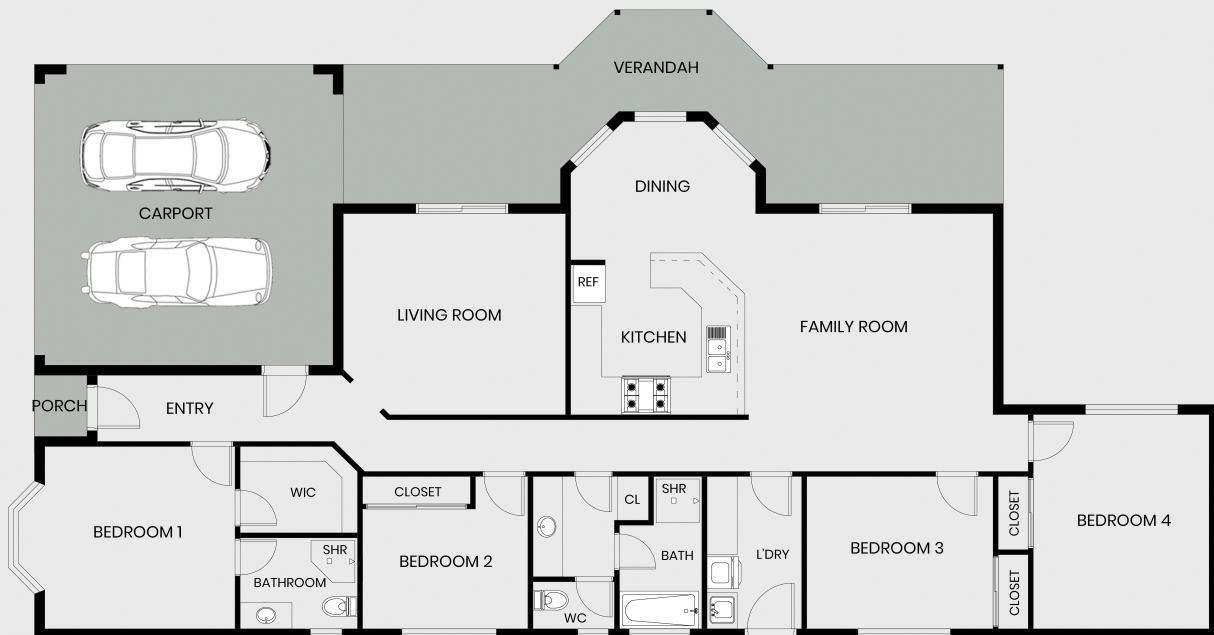 VERANDAH
DINING
CARPORT
REF
LIVING ROOM
KITCHEN
FAMILY ROOM
PORCH
ENTRY
WIC
CLOSET
CL
SHR
CLOSET
BEDROOM 1
BEDROOM 4
SHR
BATHROOM
BEDROOM 2
BATH
L'DRY
BEDROOM 3
CLOSET
WC